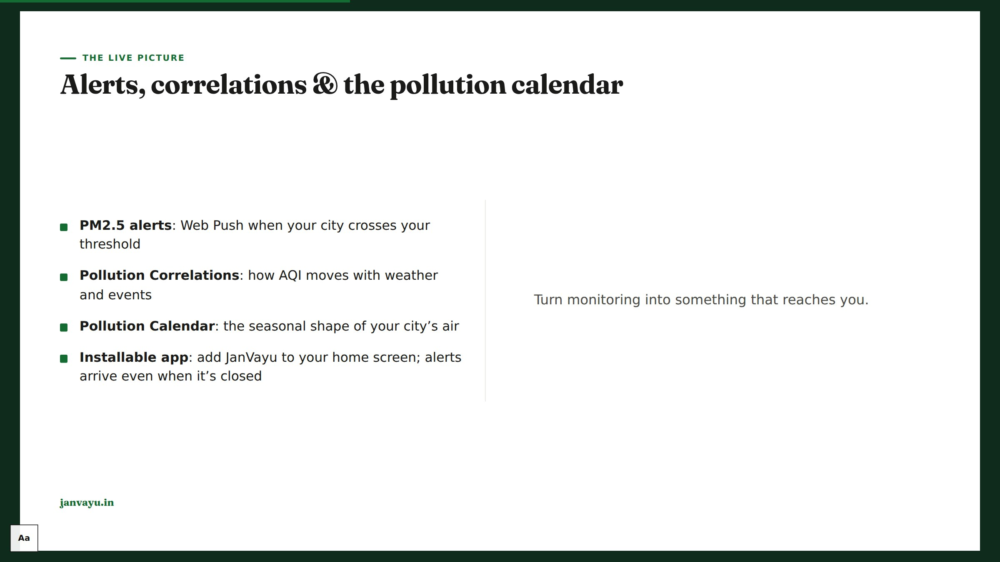 THE LIVE PICTURE
Alerts, correlations & the pollution calendar
PM2.5 alerts: Web Push when your city crosses your
threshold
Pollution Correlations: how AQI moves with weather
and events
Pollution Calendar: the seasonal shape of your city’s air
Installable app: add JanVayu to your home screen; alerts
arrive even when it’s closed
Turn monitoring into something that reaches you.
janvayu.in
Aa